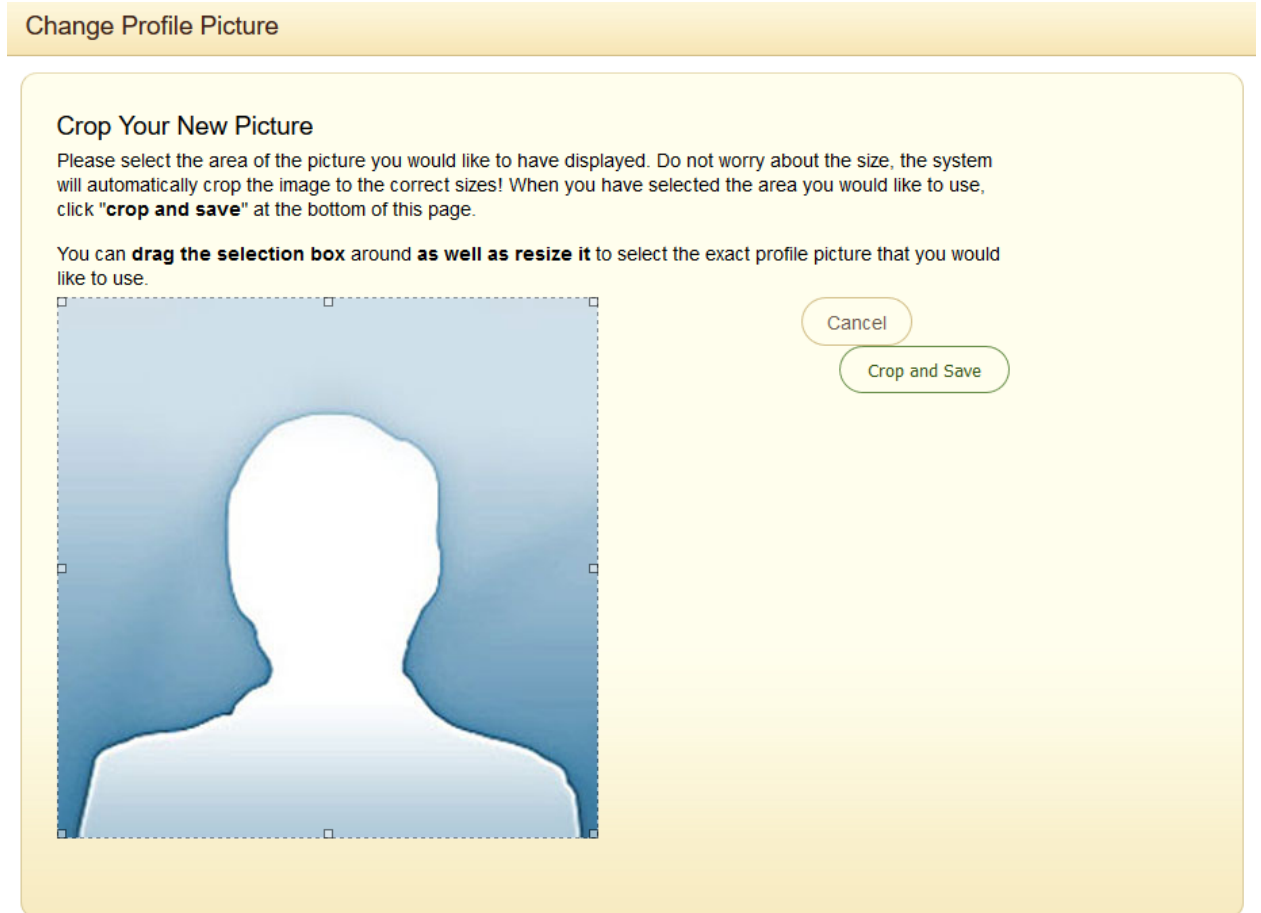 Change Profile Picture
Crop Your New Picture
Please select the area of the picture you would like to have displayed. Do not worry about the size, the system
will automatically crop the image to the correct sizes! When you have selected the area you would like to use,
click "crop and save" at the bottom of this page.
You can drag the selection box around as well as resize it to select the exact profile picture that you would
like to use.
Cancel
Crop and Save